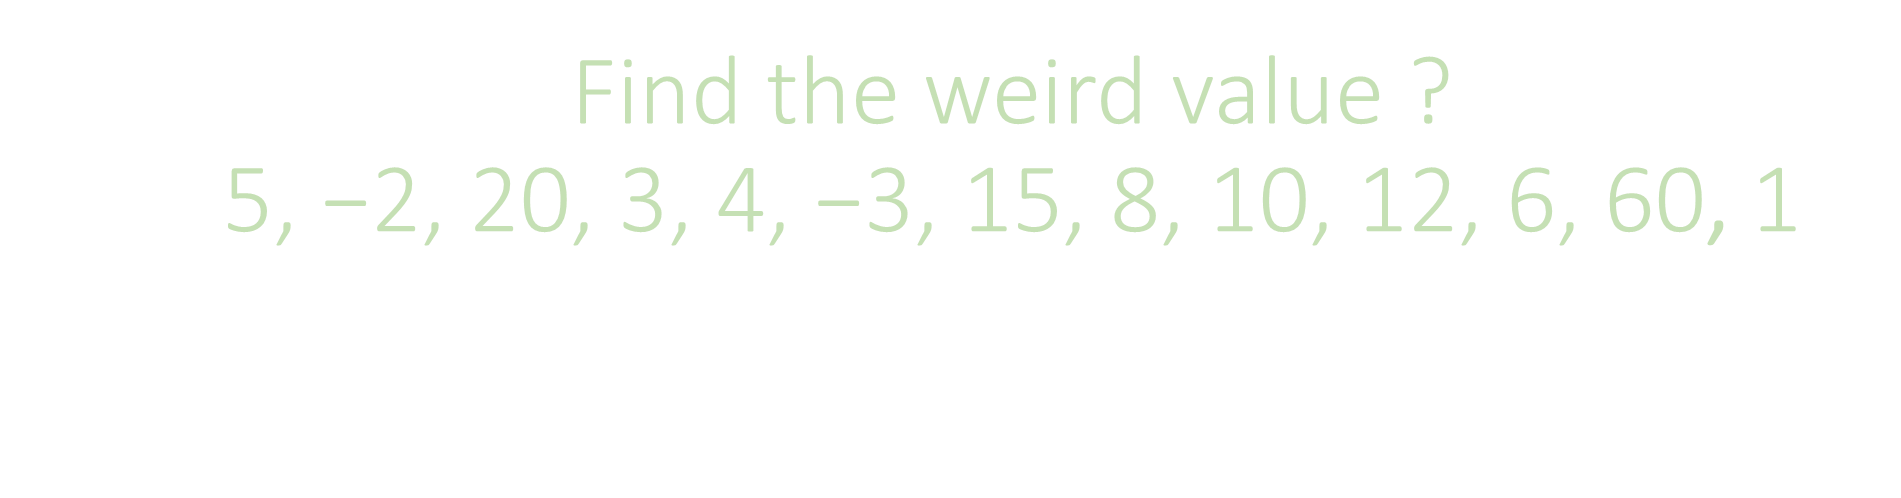 Find the weird value ?
5, −2, 20, 3, 4, −3, 15, 8, 10, 12, 6, 60, 1